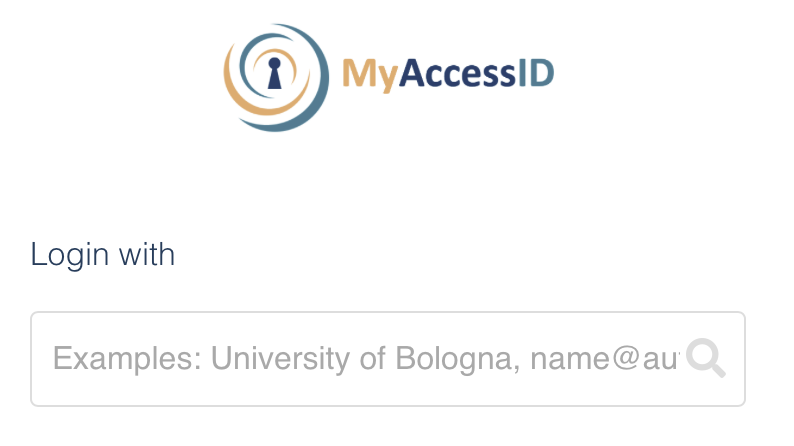 MyAccessID
Login with
Examples: University of Bologna, name@au